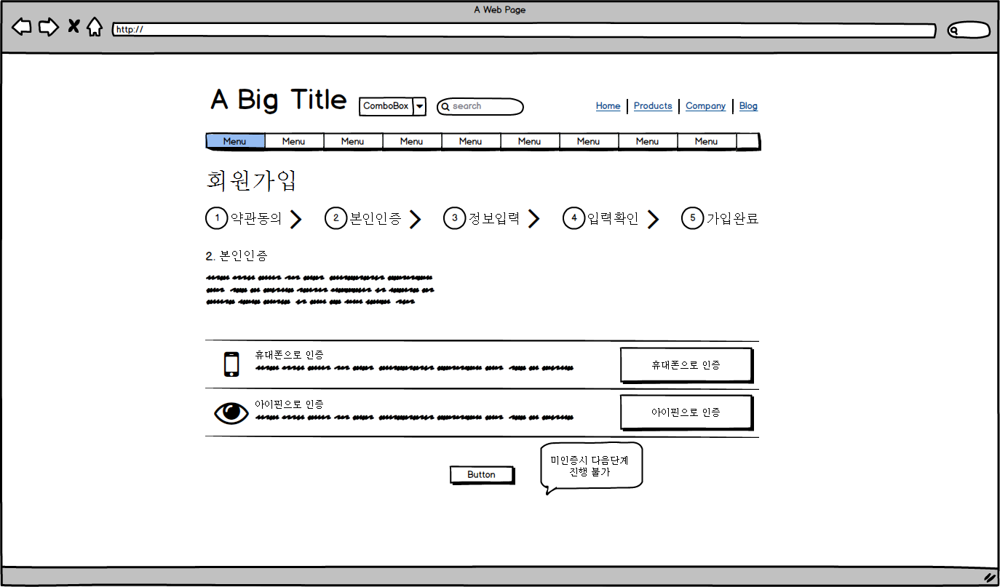 A Web Page
http://
A Big Title ComboBox search Home Products Company Blog
Menu Menu Menu Menu Menu Menu Menu Menu Menu
회원가입
1 약관동의 2 본인인증 3 정보입력 4 입력확인 5 가입완료
2. 본인인증
휴대폰으로 인증
휴대폰으로 인증
아이핀으로 인증
아이핀으로 인증
미인증시 다음단계
진행 불가
Button